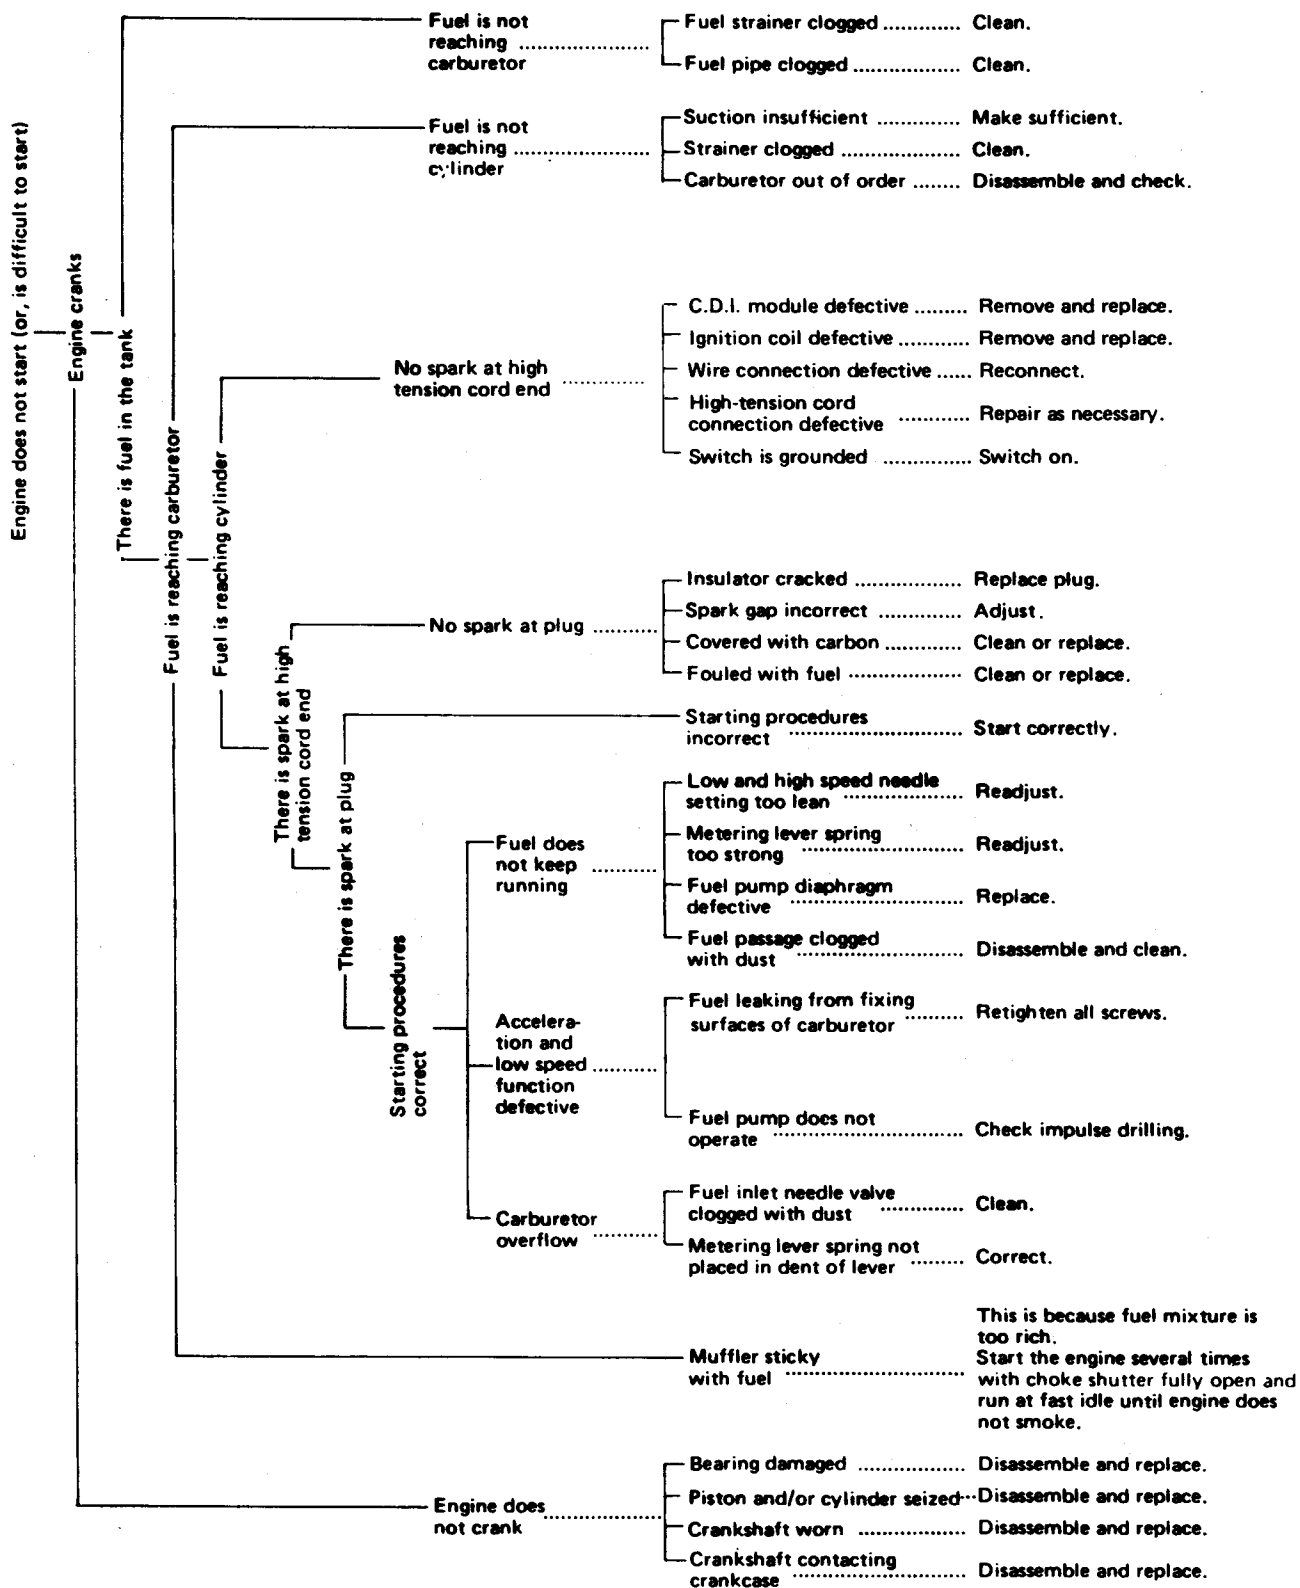 Engine does not start (or, is difficult to start)
Engine cranks
There is fuel in the tank
Fuel is reaching carburetor
Fuel is reaching cylinder
There is spark at high
tension cord end
There is spark at plug
Starting procedures
correct
Fuel is not
reaching
carburetor
Fuel strainer clogged ............ Clean.
Fuel pipe clogged ............... Clean.
Fuel is not
reaching
cylinder
Suction insufficient ............ Make sufficient.
Strainer clogged ................. Clean.
Carburetor out of order ........ Disassemble and check.
No spark at high
tension cord end
C.D.I. module defective ......... Remove and replace.
Ignition coil defective ........... Remove and replace.
Wire connection defective ...... Reconnect.
High-tension cord
connection defective ........... Repair as necessary.
Switch is grounded .............. Switch on.
No spark at plug
Insulator cracked .................. Replace plug.
Spark gap incorrect .............. Adjust.
Covered with carbon ............ Clean or replace.
Fouled with fuel ................... Clean or replace.
Starting procedures
incorrect ............................. Start correctly.
Fuel does
not keep
running
Low and high speed needle
setting too lean .................... Readjust.
Metering lever spring
too strong ........................... Readjust.
Fuel pump diaphragm
defective ............................. Replace.
Fuel passage clogged
with dust ............................ Disassemble and clean.
Accelera-
tion and
low speed
function
defective
Fuel leaking from fixing
surfaces of carburetor .......... Retighten all screws.
Fuel pump does not
operate ................................ Check impulse drilling.
Carburetor
overflow
Fuel inlet needle valve
clogged with dust .............. Clean.
Metering lever spring not
placed in dent of lever ......... Correct.
Muffler sticky
with fuel
This is because fuel mixture is
too rich.
Start the engine several times
with choke shutter fully open and
run at fast idle until engine does
not smoke.
Engine does
not crank
Bearing damaged .................. Disassemble and replace.
Piston and/or cylinder seized... Disassemble and replace.
Crankshaft worn .................. Disassemble and replace.
Crankshaft contacting
crankcase ............................ Disassemble and replace.